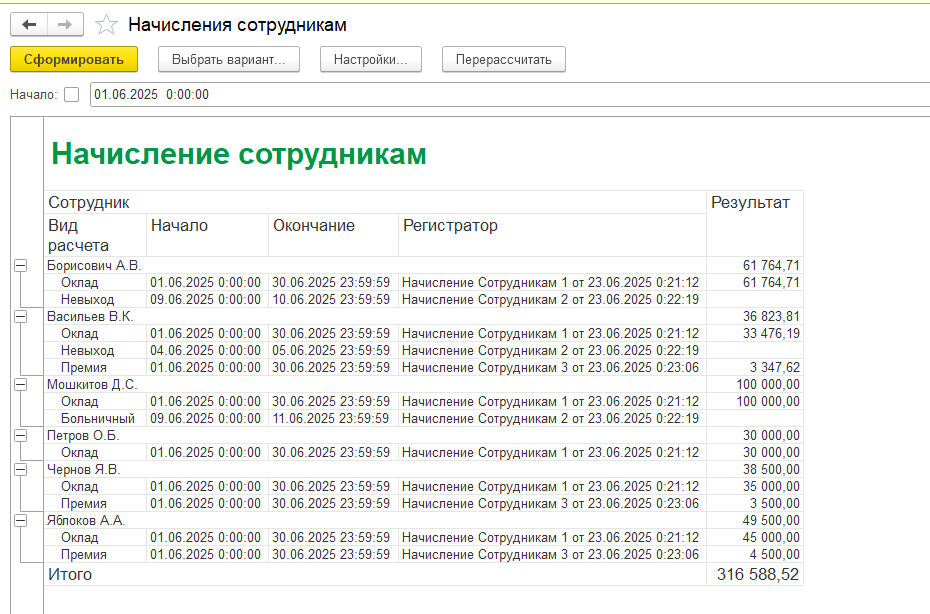 Начисления сотрудникам
Сформировать Выбрать вариант... Настройки... Перерассчитать
Начало: 01.06.2025 0:00:00
Начисление сотрудникам
Сотрудник Результат
Вид расчета Начало Окончание Регистратор
Борисович А.В. 61 764,71
Оклад 01.06.2025 0:00:00 30.06.2025 23:59:59 Начисление Сотрудникам 1 от 23.06.2025 0:21:12 61 764,71
Невыход 09.06.2025 0:00:00 10.06.2025 23:59:59 Начисление Сотрудникам 2 от 23.06.2025 0:22:19
Васильев В.К. 36 823,81
Оклад 01.06.2025 0:00:00 30.06.2025 23:59:59 Начисление Сотрудникам 1 от 23.06.2025 0:21:12 33 476,19
Невыход 04.06.2025 0:00:00 05.06.2025 23:59:59 Начисление Сотрудникам 2 от 23.06.2025 0:22:19
Премия 01.06.2025 0:00:00 30.06.2025 23:59:59 Начисление Сотрудникам 3 от 23.06.2025 0:23:06 3 347,62
Мошкитов Д.С. 100 000,00
Оклад 01.06.2025 0:00:00 30.06.2025 23:59:59 Начисление Сотрудникам 1 от 23.06.2025 0:21:12 100 000,00
Больничный 09.06.2025 0:00:00 11.06.2025 23:59:59 Начисление Сотрудникам 2 от 23.06.2025 0:22:19
Петров О.Б. 30 000,00
Оклад 01.06.2025 0:00:00 30.06.2025 23:59:59 Начисление Сотрудникам 1 от 23.06.2025 0:21:12 30 000,00
Чернов Я.В. 38 500,00
Оклад 01.06.2025 0:00:00 30.06.2025 23:59:59 Начисление Сотрудникам 1 от 23.06.2025 0:21:12 35 000,00
Премия 01.06.2025 0:00:00 30.06.2025 23:59:59 Начисление Сотрудникам 3 от 23.06.2025 0:23:06 3 500,00
Яблоков А.А. 49 500,00
Оклад 01.06.2025 0:00:00 30.06.2025 23:59:59 Начисление Сотрудникам 1 от 23.06.2025 0:21:12 45 000,00
Премия 01.06.2025 0:00:00 30.06.2025 23:59:59 Начисление Сотрудникам 3 от 23.06.2025 0:23:06 4 500,00
Итого 316 588,52